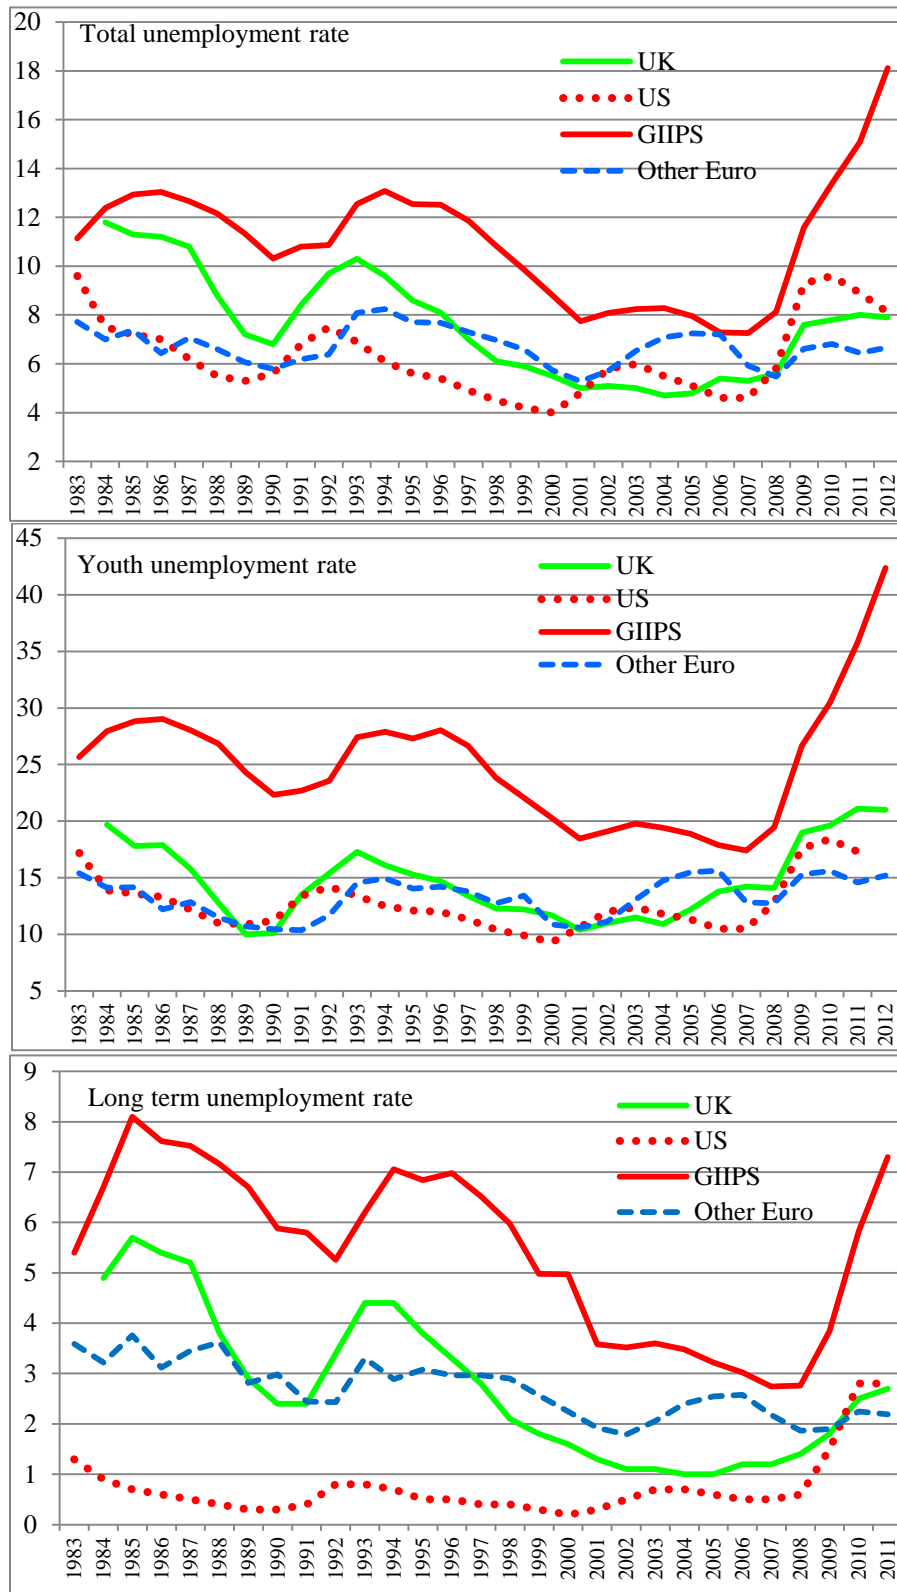 Total unemployment rate
UK
US
GIIPS
Other Euro
20
18
16
14
12
10
8
6
4
2
1983 1984 1985 1986 1987 1988 1989 1990 1991 1992 1993 1994 1995 1996 1997 1998 1999 2000 2001 2002 2003 2004 2005 2006 2007 2008 2009 2010 2011 2012
Youth unemployment rate
UK
US
GIIPS
Other Euro
45
40
35
30
25
20
15
10
5
1983 1984 1985 1986 1987 1988 1989 1990 1991 1992 1993 1994 1995 1996 1997 1998 1999 2000 2001 2002 2003 2004 2005 2006 2007 2008 2009 2010 2011 2012
Long term unemployment rate
UK
US
GIIPS
Other Euro
9
8
7
6
5
4
3
2
1
0
1983 1984 1985 1986 1987 1988 1989 1990 1991 1992 1993 1994 1995 1996 1997 1998 1999 2000 2001 2002 2003 2004 2005 2006 2007 2008 2009 2010 2011